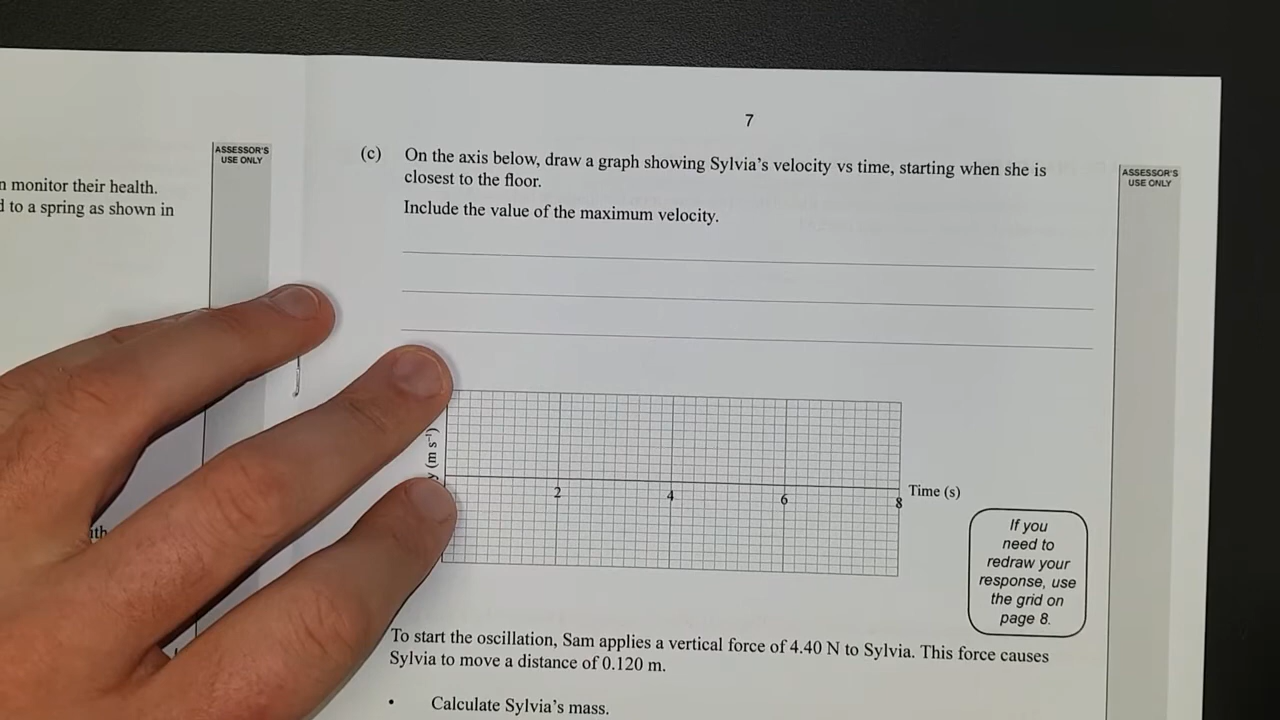 n monitor their health.
to a spring as shown in
ASSESSOR'S
USE ONLY
ith
7
(c) On the axis below, draw a graph showing Sylvia's velocity vs time, starting when she is
closest to the floor.
Include the value of the maximum velocity.
ASSESSOR'S
USE ONLY
y (m s⁻¹)
2
4
6
8
Time (s)
If you
need to
redraw your
response, use
the grid on
page 8.
To start the oscillation, Sam applies a vertical force of 4.40 N to Sylvia. This force causes
Sylvia to move a distance of 0.120 m.
• Calculate Sylvia's mass.